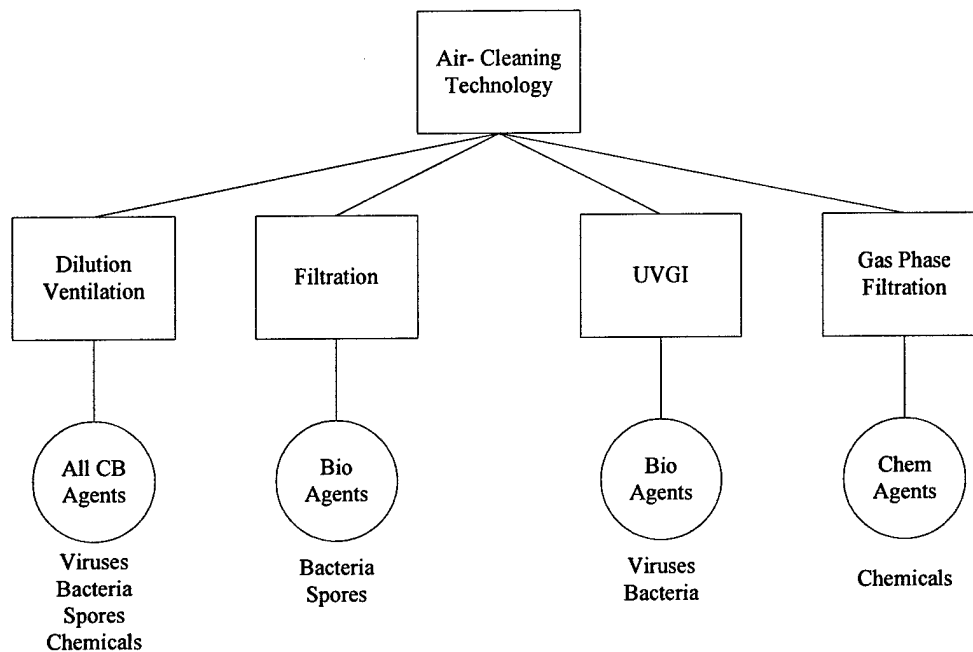 Air- Cleaning
Technology
Dilution
Ventilation
Filtration
UVGI
Gas Phase
Filtration
All CB
Agents
Bio
Agents
Bio
Agents
Chem
Agents
Viruses
Bacteria
Spores
Chemicals
Bacteria
Spores
Viruses
Bacteria
Chemicals